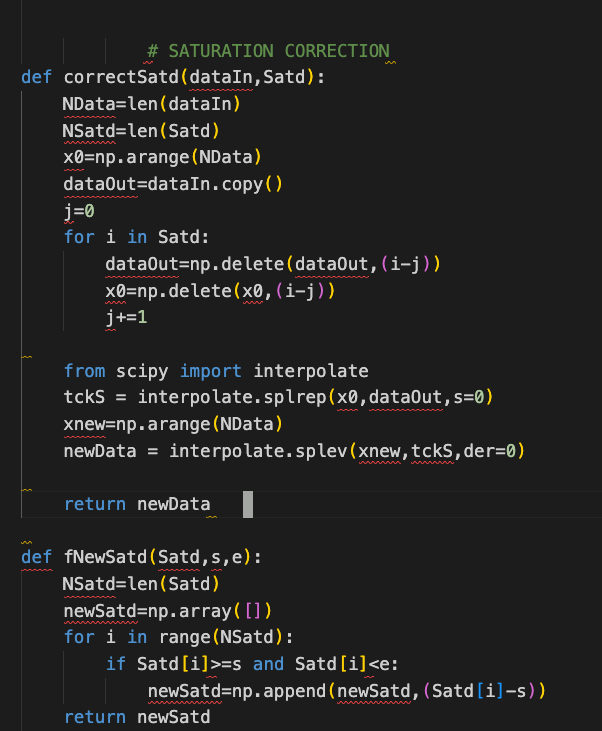 # SATURATION CORRECTION
def correctSatd(dataIn,Satd):
    NData=len(dataIn)
    NSatd=len(Satd)
    x0=np.arange(NData)
    dataOut=dataIn.copy()
    j=0
    for i in Satd:
        dataOut=np.delete(dataOut,(i-j))
        x0=np.delete(x0,(i-j))
        j+=1
    from scipy import interpolate
    tckS = interpolate.splrep(x0,dataOut,s=0)
    xnew=np.arange(NData)
    newData = interpolate.splev(xnew,tckS,der=0)
    return newData
def fNewSatd(Satd,s,e):
    NSatd=len(Satd)
    newSatd=np.array([])
    for i in range(NSatd):
        if Satd[i]>=s and Satd[i]<e:
            newSatd=np.append(newSatd,(Satd[i]-s))
    return newSatd